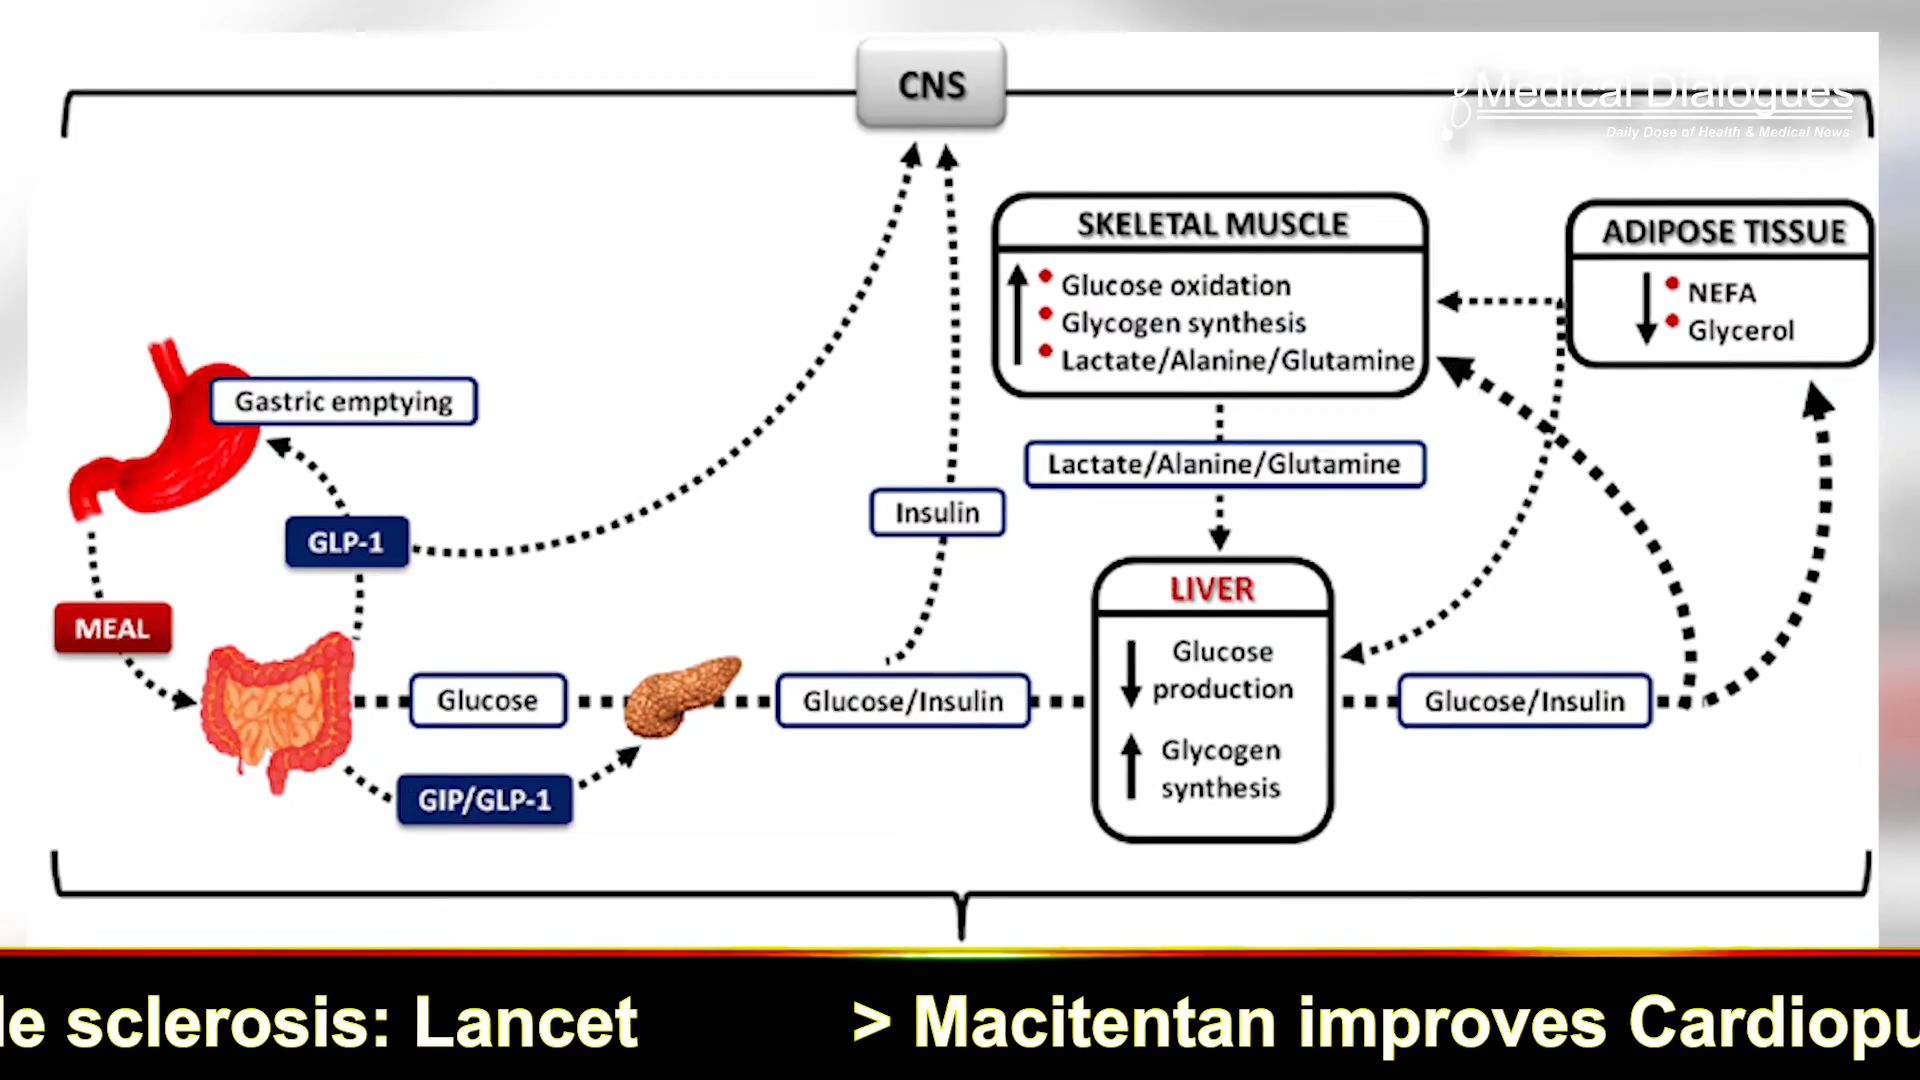 CNS
Medical Dialogues
Daily Dose of Health & Medical News
SKELETAL MUSCLE
Glucose oxidation
Glycogen synthesis
Lactate/Alanine/Glutamine
ADIPOSE TISSUE
NEFA
Glycerol
Gastric emptying
Lactate/Alanine/Glutamine
Insulin
GLP-1
LIVER
Glucose
production
Glycogen
synthesis
MEAL
Glucose
Glucose/Insulin
Glucose/Insulin
GIP/GLP-1
le sclerosis: Lancet
> Macitentan improves Cardiopu